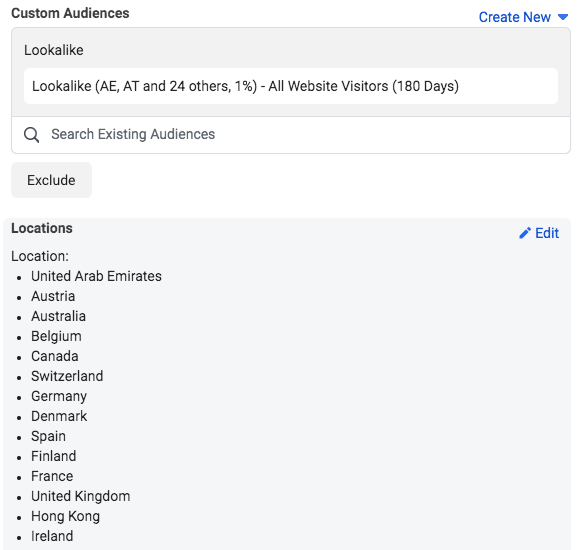 Custom Audiences
Create New
Lookalike
Lookalike (AE, AT and 24 others, 1%) - All Website Visitors (180 Days)
Search Existing Audiences
Exclude
Locations
Edit
Location:
United Arab Emirates
Austria
Australia
Belgium
Canada
Switzerland
Germany
Denmark
Spain
Finland
France
United Kingdom
Hong Kong
Ireland